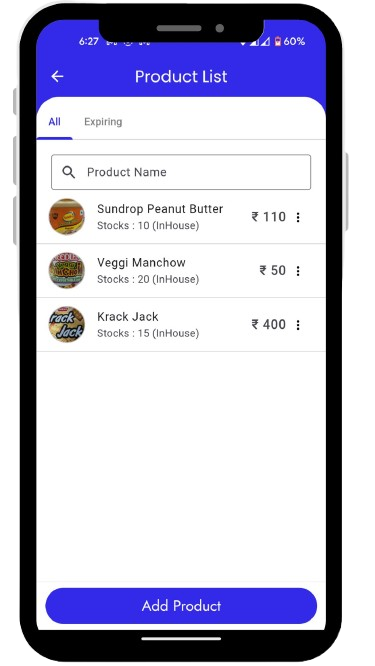 6:27
60%
Product List
All Expiring
Product Name
Sundrop Peanut Butter
₹ 110
Stocks : 10 (InHouse)
Veggi Manchow
₹ 50
Stocks : 20 (InHouse)
Krack Jack
₹ 400
Stocks : 15 (InHouse)
Add Product